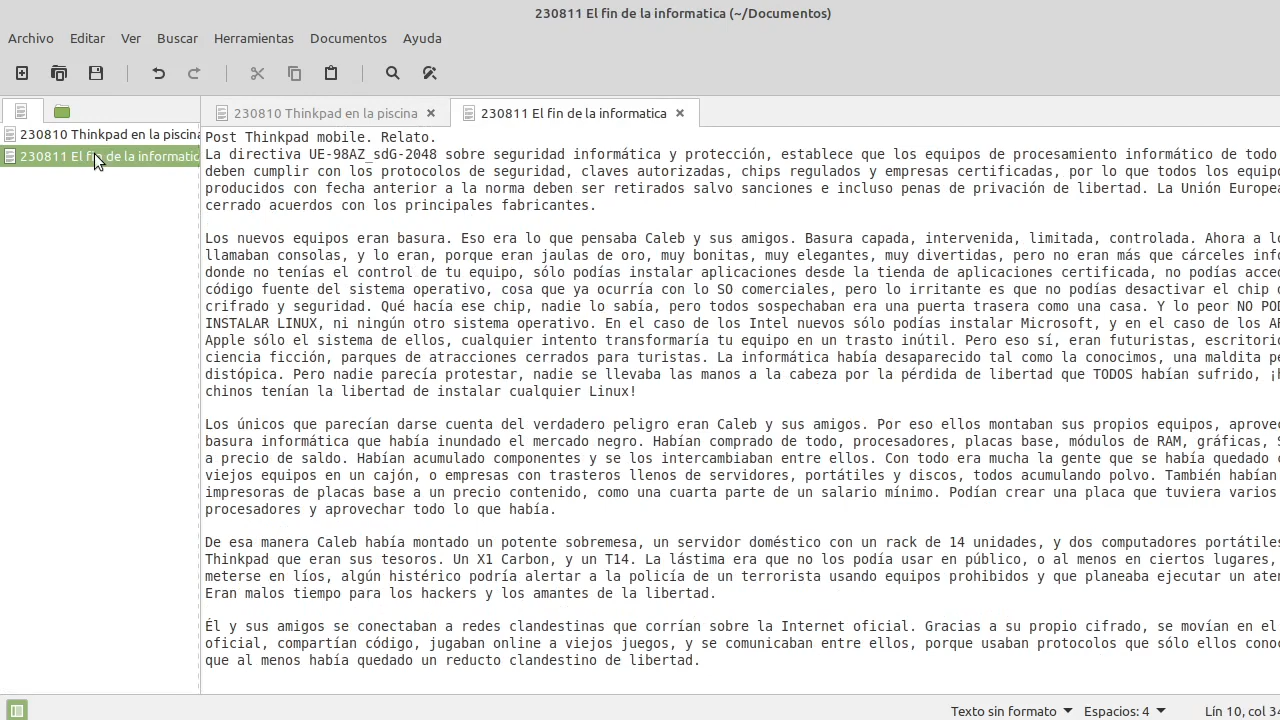 230811 El fin de la informatica (~/Documentos)
Archivo Editar Ver Buscar Herramientas Documentos Ayuda
230810 Thinkpad en la piscina
230811 El fin de la informatica
230810 Thinkpad en la piscina
230811 El fin de la informatic
Post Thinkpad mobile. Relato.
La directiva UE-98AZ_sdG-2048 sobre seguridad informática y protección, establece que los equipos de procesamiento informático de todo
deben cumplir con los protocolos de seguridad, claves autorizadas, chips regulados y empresas certificadas, por lo que todos los equipo
producidos con fecha anterior a la norma deben ser retirados salvo sanciones e incluso penas de privación de libertad. La Unión Europe
cerrado acuerdos con los principales fabricantes.
Los nuevos equipos eran basura. Eso era lo que pensaba Caleb y sus amigos. Basura capada, intervenida, limitada, controlada. Ahora a lo
llamaban consolas, y lo eran, porque eran jaulas de oro, muy bonitas, muy elegantes, muy divertidas, pero no eran más que cárceles info
donde no tenías el control de tu equipo, sólo podías instalar aplicaciones desde la tienda de aplicaciones certificada, no podías acce
código fuente del sistema operativo, cosa que ya ocurría con lo SO comerciales, pero lo irritante es que no podías desactivar el chip
crifrado y seguridad. Qué hacía ese chip, nadie lo sabía, pero todos sospechaban era una puerta trasera como una casa. Y lo peor NO PO
INSTALAR LINUX, ni ningún otro sistema operativo. En el caso de los Intel nuevos sólo podías instalar Microsoft, y en el caso de los
Apple sólo el sistema de ellos, cualquier intento transformaría tu equipo en un trasto inútil. Pero eso sí, eran futuristas, escritorio
ciencia ficción, parques de atracciones cerrados para turistas. La informática había desaparecido tal como la conocimos, una maldita pe
distópica. Pero nadie parecía protestar, nadie se llevaba las manos a la cabeza por la pérdida de libertad que TODOS habían sufrido,
chinos tenían la libertad de instalar cualquier Linux!
Los únicos que parecían darse cuenta del verdadero peligro eran Caleb y sus amigos. Por eso ellos montaban sus propios equipos, aprove
basura informática que había inundado el mercado negro. Habían comprado de todo, procesadores, placas base, módulos de RAM, gráficas,
a precio de saldo. Habían acumulado componentes y se los intercambiaban entre ellos. Con todo era mucha la gente que se había quedado
viejos equipos en un cajón, o empresas con trasteros llenos de servidores, portátiles y discos, todos acumulando polvo. También habían
impresoras de placas base a un precio contenido, como una cuarta parte de un salario mínimo. Podían crear una placa que tuviera varios
procesadores y aprovechar todo lo que había.
De esa manera Caleb había montado un potente sobremesa, un servidor doméstico con un rack de 14 unidades, y dos computadores portátiles
Thinkpad que eran sus tesoros. Un X1 Carbon, y un T14. La lástima era que no los podía usar en público, o al menos en ciertos lugares,
meterse en líos, algún histérico podría alertar a la policía de un terrorista usando equipos prohibidos y que planeaba ejecutar un ate
Eran malos tiempo para los hackers y los amantes de la libertad.
Él y sus amigos se conectaban a redes clandestinas que corrían sobre la Internet oficial. Gracias a su propio cifrado, se movían en el
oficial, compartían código, jugaban online a viejos juegos, y se comunicaban entre ellos, porque usaban protocolos que sólo ellos cono
que al menos había quedado un reducto clandestino de libertad.
Texto sin formato Espacios: 4 Lín 10, col 34